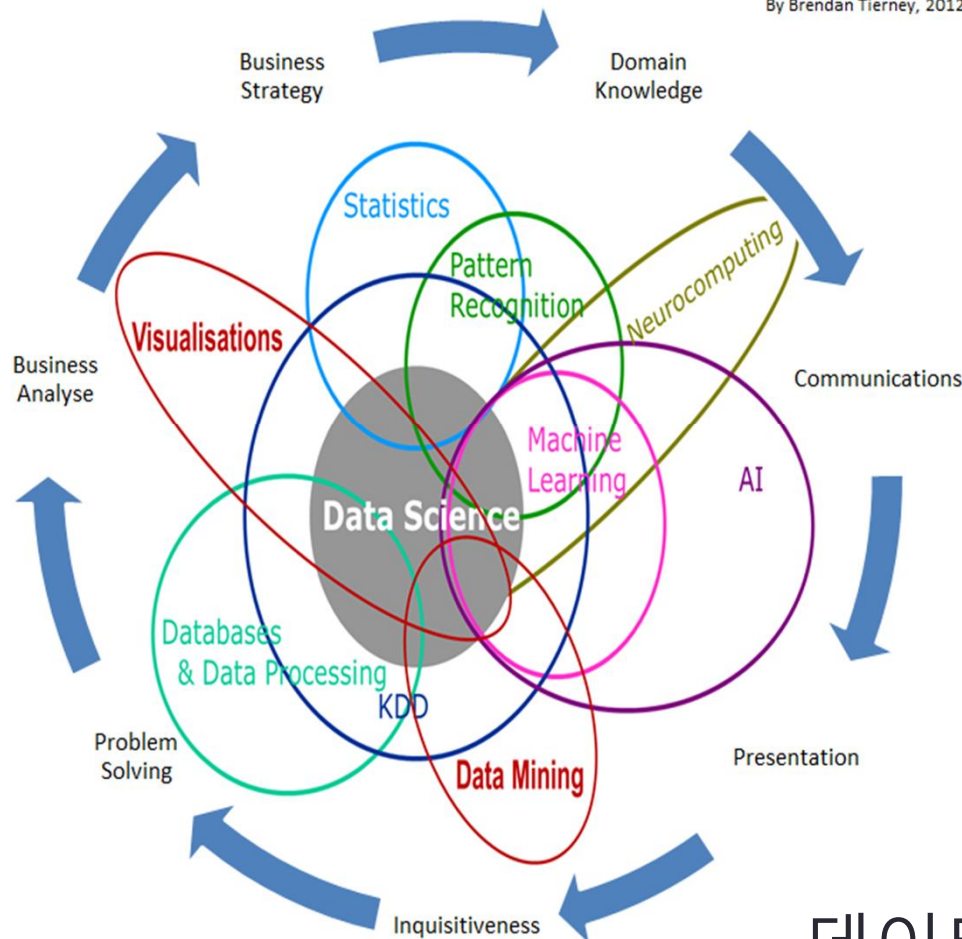 By Brendan Tierney, 2012
Business
Strategy
Domain
Knowledge
Statistics
Pattern
Recognition
Neurocomputing
Visualisations
Business
Analyse
Communications
Machine
Learning
AI
Data Science
Databases
& Data Processing
KDD
Problem
Solving
Presentation
Data Mining
Inquisitiveness